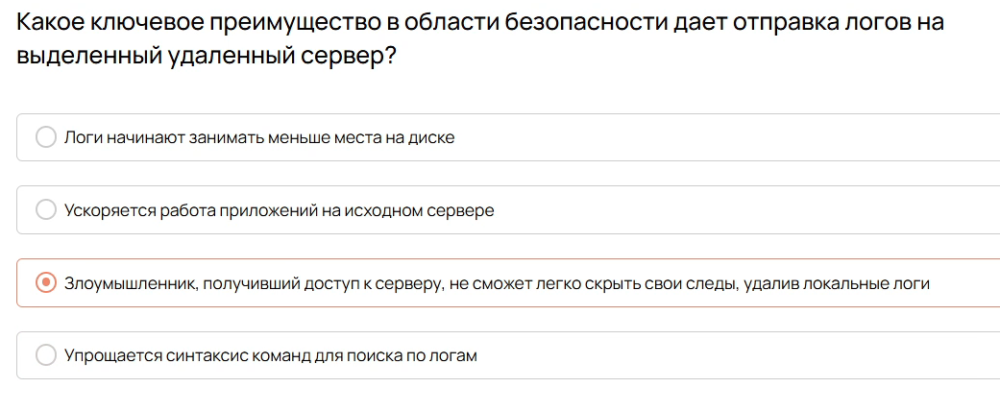 Какое ключевое преимущество в области безопасности дает отправка логов на
выделенный удаленный сервер?
Логи начинают занимать меньше места на диске
Ускоряется работа приложений на исходном сервере
Злоумышленник, получивший доступ к серверу, не сможет легко скрыть свои следы, удалив локальные логи
Упрощается синтаксис команд для поиска по логам